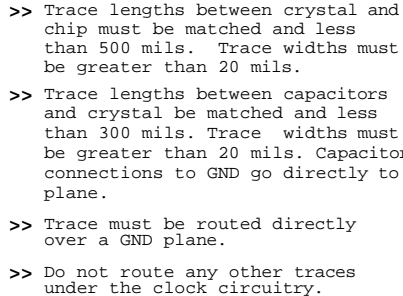 >> Trace lengths between crystal and
chip must be matched and less
than 500 mils. Trace widths must
be greater than 20 mils.
>> Trace lengths between capacitors
and crystal be matched and less
than 300 mils. Trace widths must
be greater than 20 mils. Capacitor
connections to GND go directly to
plane.
>> Trace must be routed directly
over a GND plane.
>> Do not route any other traces
under the clock circuitry.